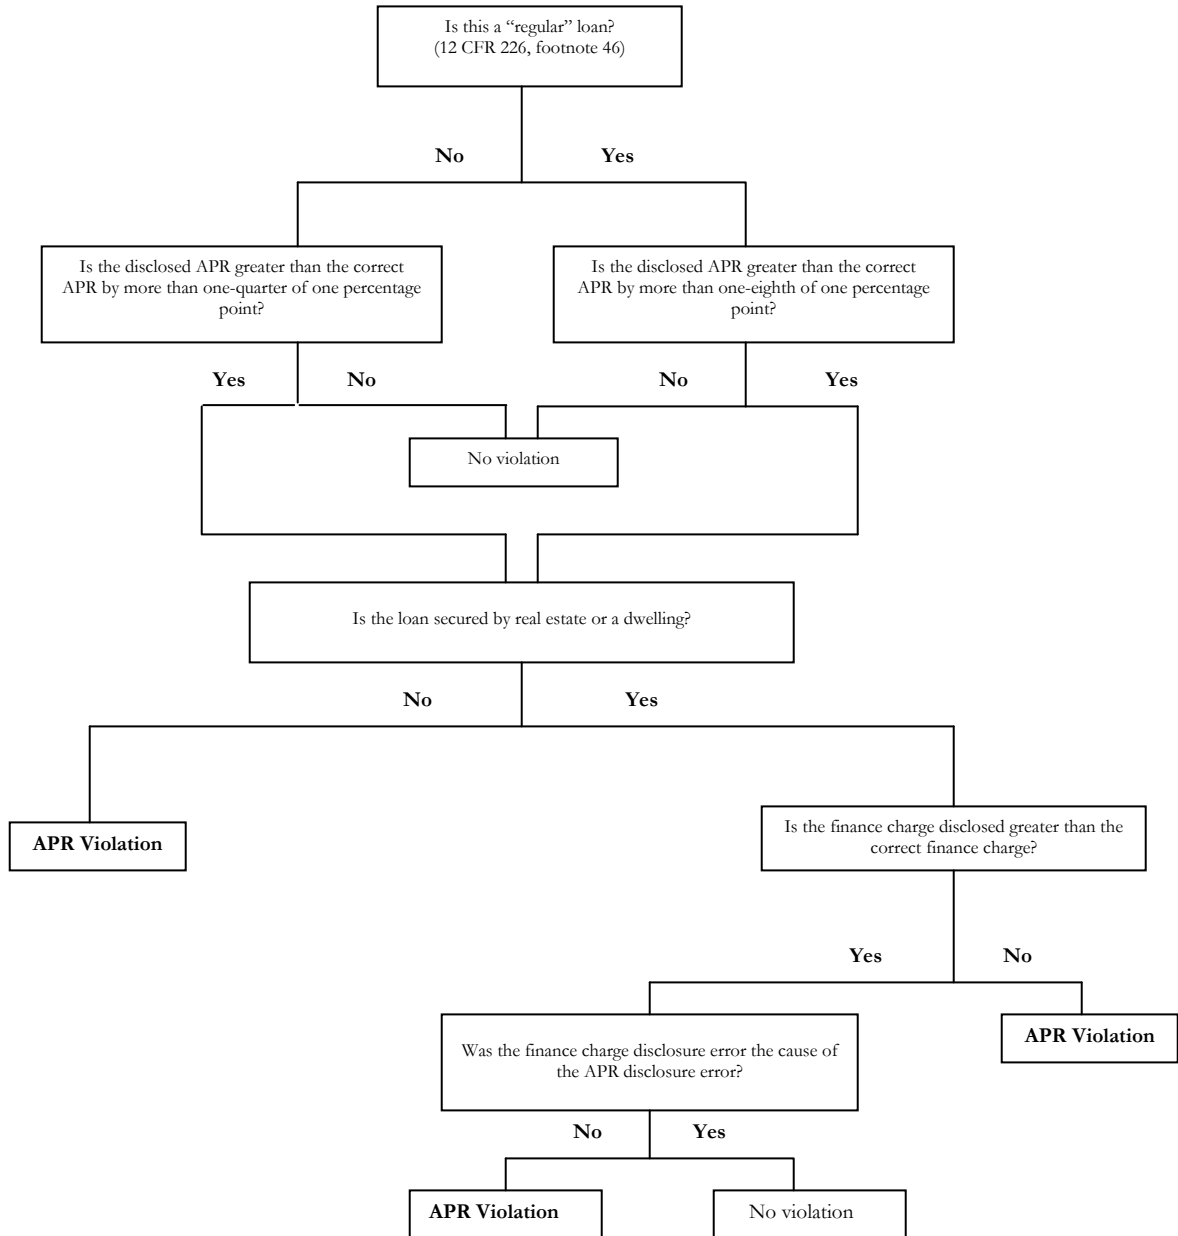 Is this a “regular” loan?
(12 CFR 226, footnote 46)
No
Yes
Is the disclosed APR greater than the correct
APR by more than one-quarter of one percentage
point?
Is the disclosed APR greater than the correct
APR by more than one-eighth of one percentage
point?
Yes
No
No
Yes
No violation
Is the loan secured by real estate or a dwelling?
No
Yes
APR Violation
Is the finance charge disclosed greater than the
correct finance charge?
Yes
No
Was the finance charge disclosure error the cause of
the APR disclosure error?
APR Violation
No
Yes
APR Violation
No violation